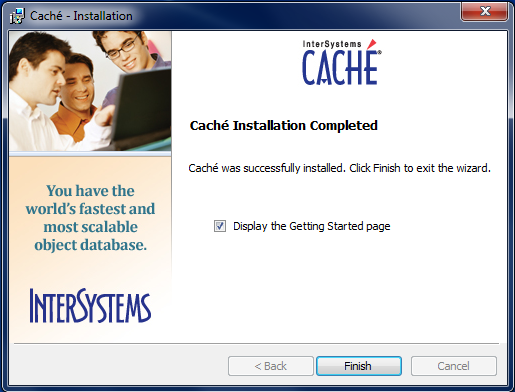 Caché - Installation
InterSystems
CACHÉ®
Caché Installation Completed
Caché was successfully installed. Click Finish to exit the wizard.
You have the
world's fastest and
most scalable
object database.
Display the Getting Started page
INTERSYSTEMS
< Back
Finish
Cancel